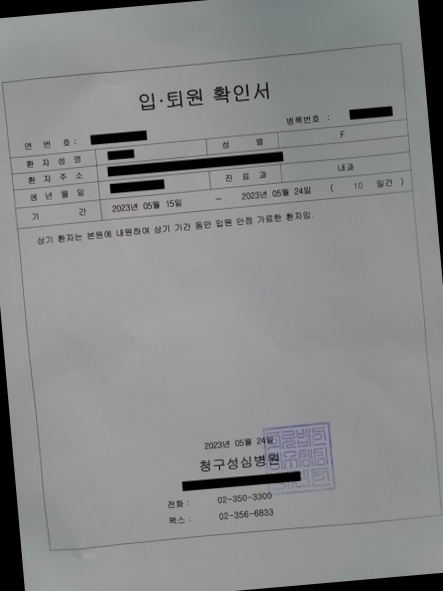 입·퇴원 확인서
연 번 호 :
병록번호 :
환 자 성 명 성 별 F
환 자 주 소
생 년 월 일 진 료 과 내과
기 간 2023년 05월 15일 ~ 2023년 05월 24일 ( 10 일간 )
상기 환자는 본원에 내원하여 상기 기간 동안 입원 안정 가료한 환자임.
2023년 05월 24일
청구성심병원
전화 : 02-350-3300
팩스 : 02-356-6833